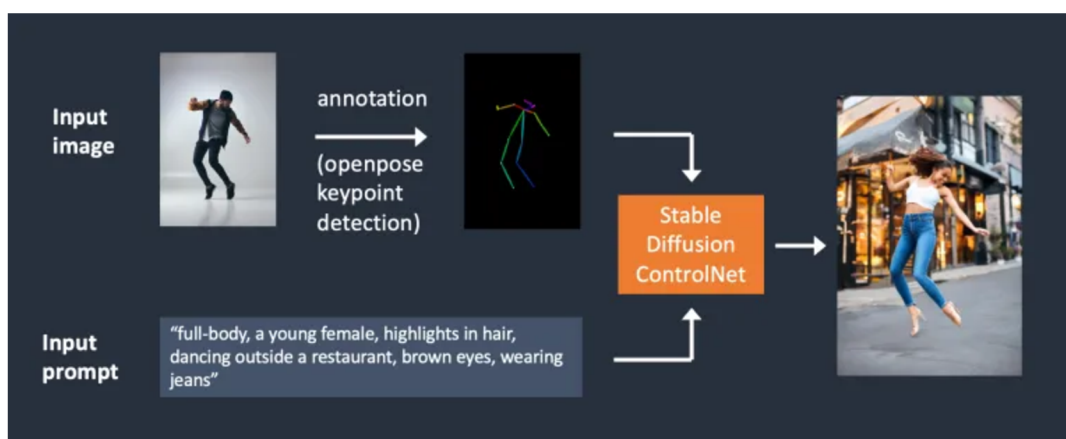 Input
image
annotation
(openpose
keypoint
detection)
Stable
Diffusion
ControlNet
Input
prompt
“full-body, a young female, highlights in hair,
dancing outside a restaurant, brown eyes, wearing
jeans”